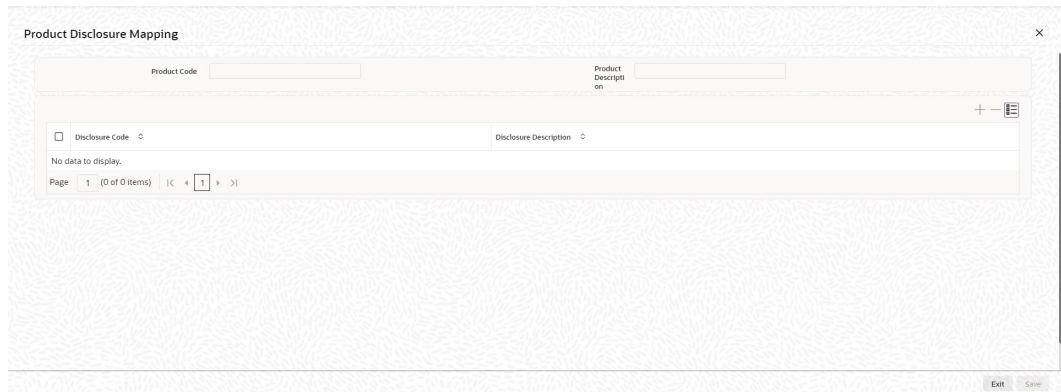 Product Disclosure Mapping
Product Code
Product
Descripti
on
Disclosure Code
Disclosure Description
No data to display.
Page 1 (0 of 0 items) 1
Exit Save